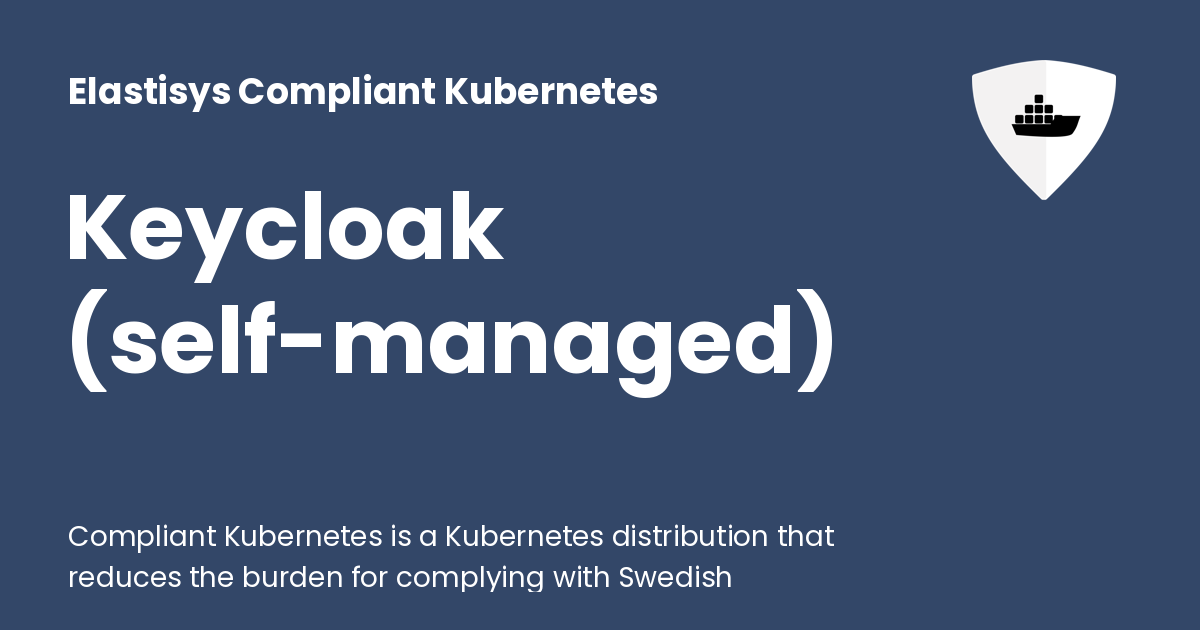 Elastisys Compliant Kubernetes
Keycloak
(self-managed)
Compliant Kubernetes is a Kubernetes distribution that
reduces the burden for complying with Swedish